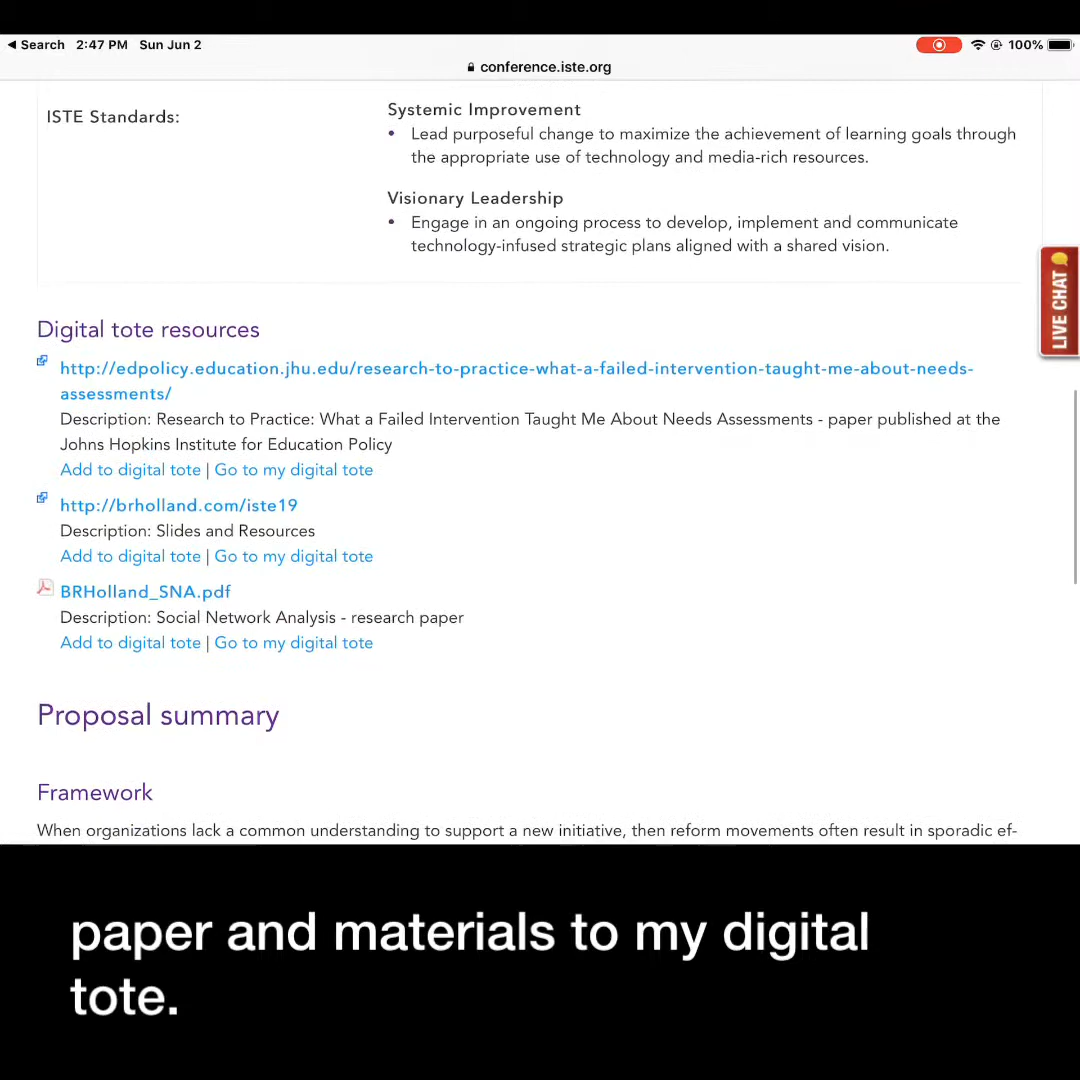 Search 2:47 PM Sun Jun 2 100%
conference.iste.org
ISTE Standards:
Systemic Improvement
• Lead purposeful change to maximize the achievement of learning goals through
the appropriate use of technology and media-rich resources.
Visionary Leadership
• Engage in an ongoing process to develop, implement and communicate
technology-infused strategic plans aligned with a shared vision.
LIVE CHAT
Digital tote resources
http://edpolicy.education.jhu.edu/research-to-practice-what-a-failed-intervention-taught-me-about-needs-
assessments/
Description: Research to Practice: What a Failed Intervention Taught Me About Needs Assessments - paper published at the
Johns Hopkins Institute for Education Policy
Add to digital tote | Go to my digital tote
http://brholland.com/iste19
Description: Slides and Resources
Add to digital tote | Go to my digital tote
BRHolland_SNA.pdf
Description: Social Network Analysis - research paper
Add to digital tote | Go to my digital tote
Proposal summary
Framework
When organizations lack a common understanding to support a new initiative, then reform movements often result in sporadic ef-
paper and materials to my digital
tote.